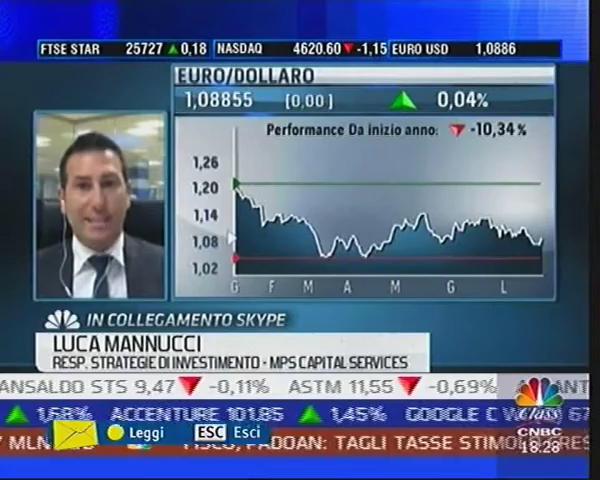 FTSE STAR 25727 0,18 NASDAQ 4620.60 -1,15 EURO USD 1,0886
EURO/DOLLARO
1,08855 [0,00 ] 0,04%
Performance Da inizio anno: -10,34%
1,26
1,20
1,14
1,08
1,02
G F M A M G L
IN COLLEGAMENTO SKYPE
LUCA MANNUCCI
RESP. STRATEGIE DI INVESTIMENTO - MPS CAPITAL SERVICES
ANSALDO STS 9,47 -0,11% ASTM 11,55 -0,69%
1,68% ACCENTURE 101.85 1,45% GOOGLE C
Class
CNBC
MLN Leggi ESC Esci FISCO, PADOAN: TAGLI TASSE
18:28